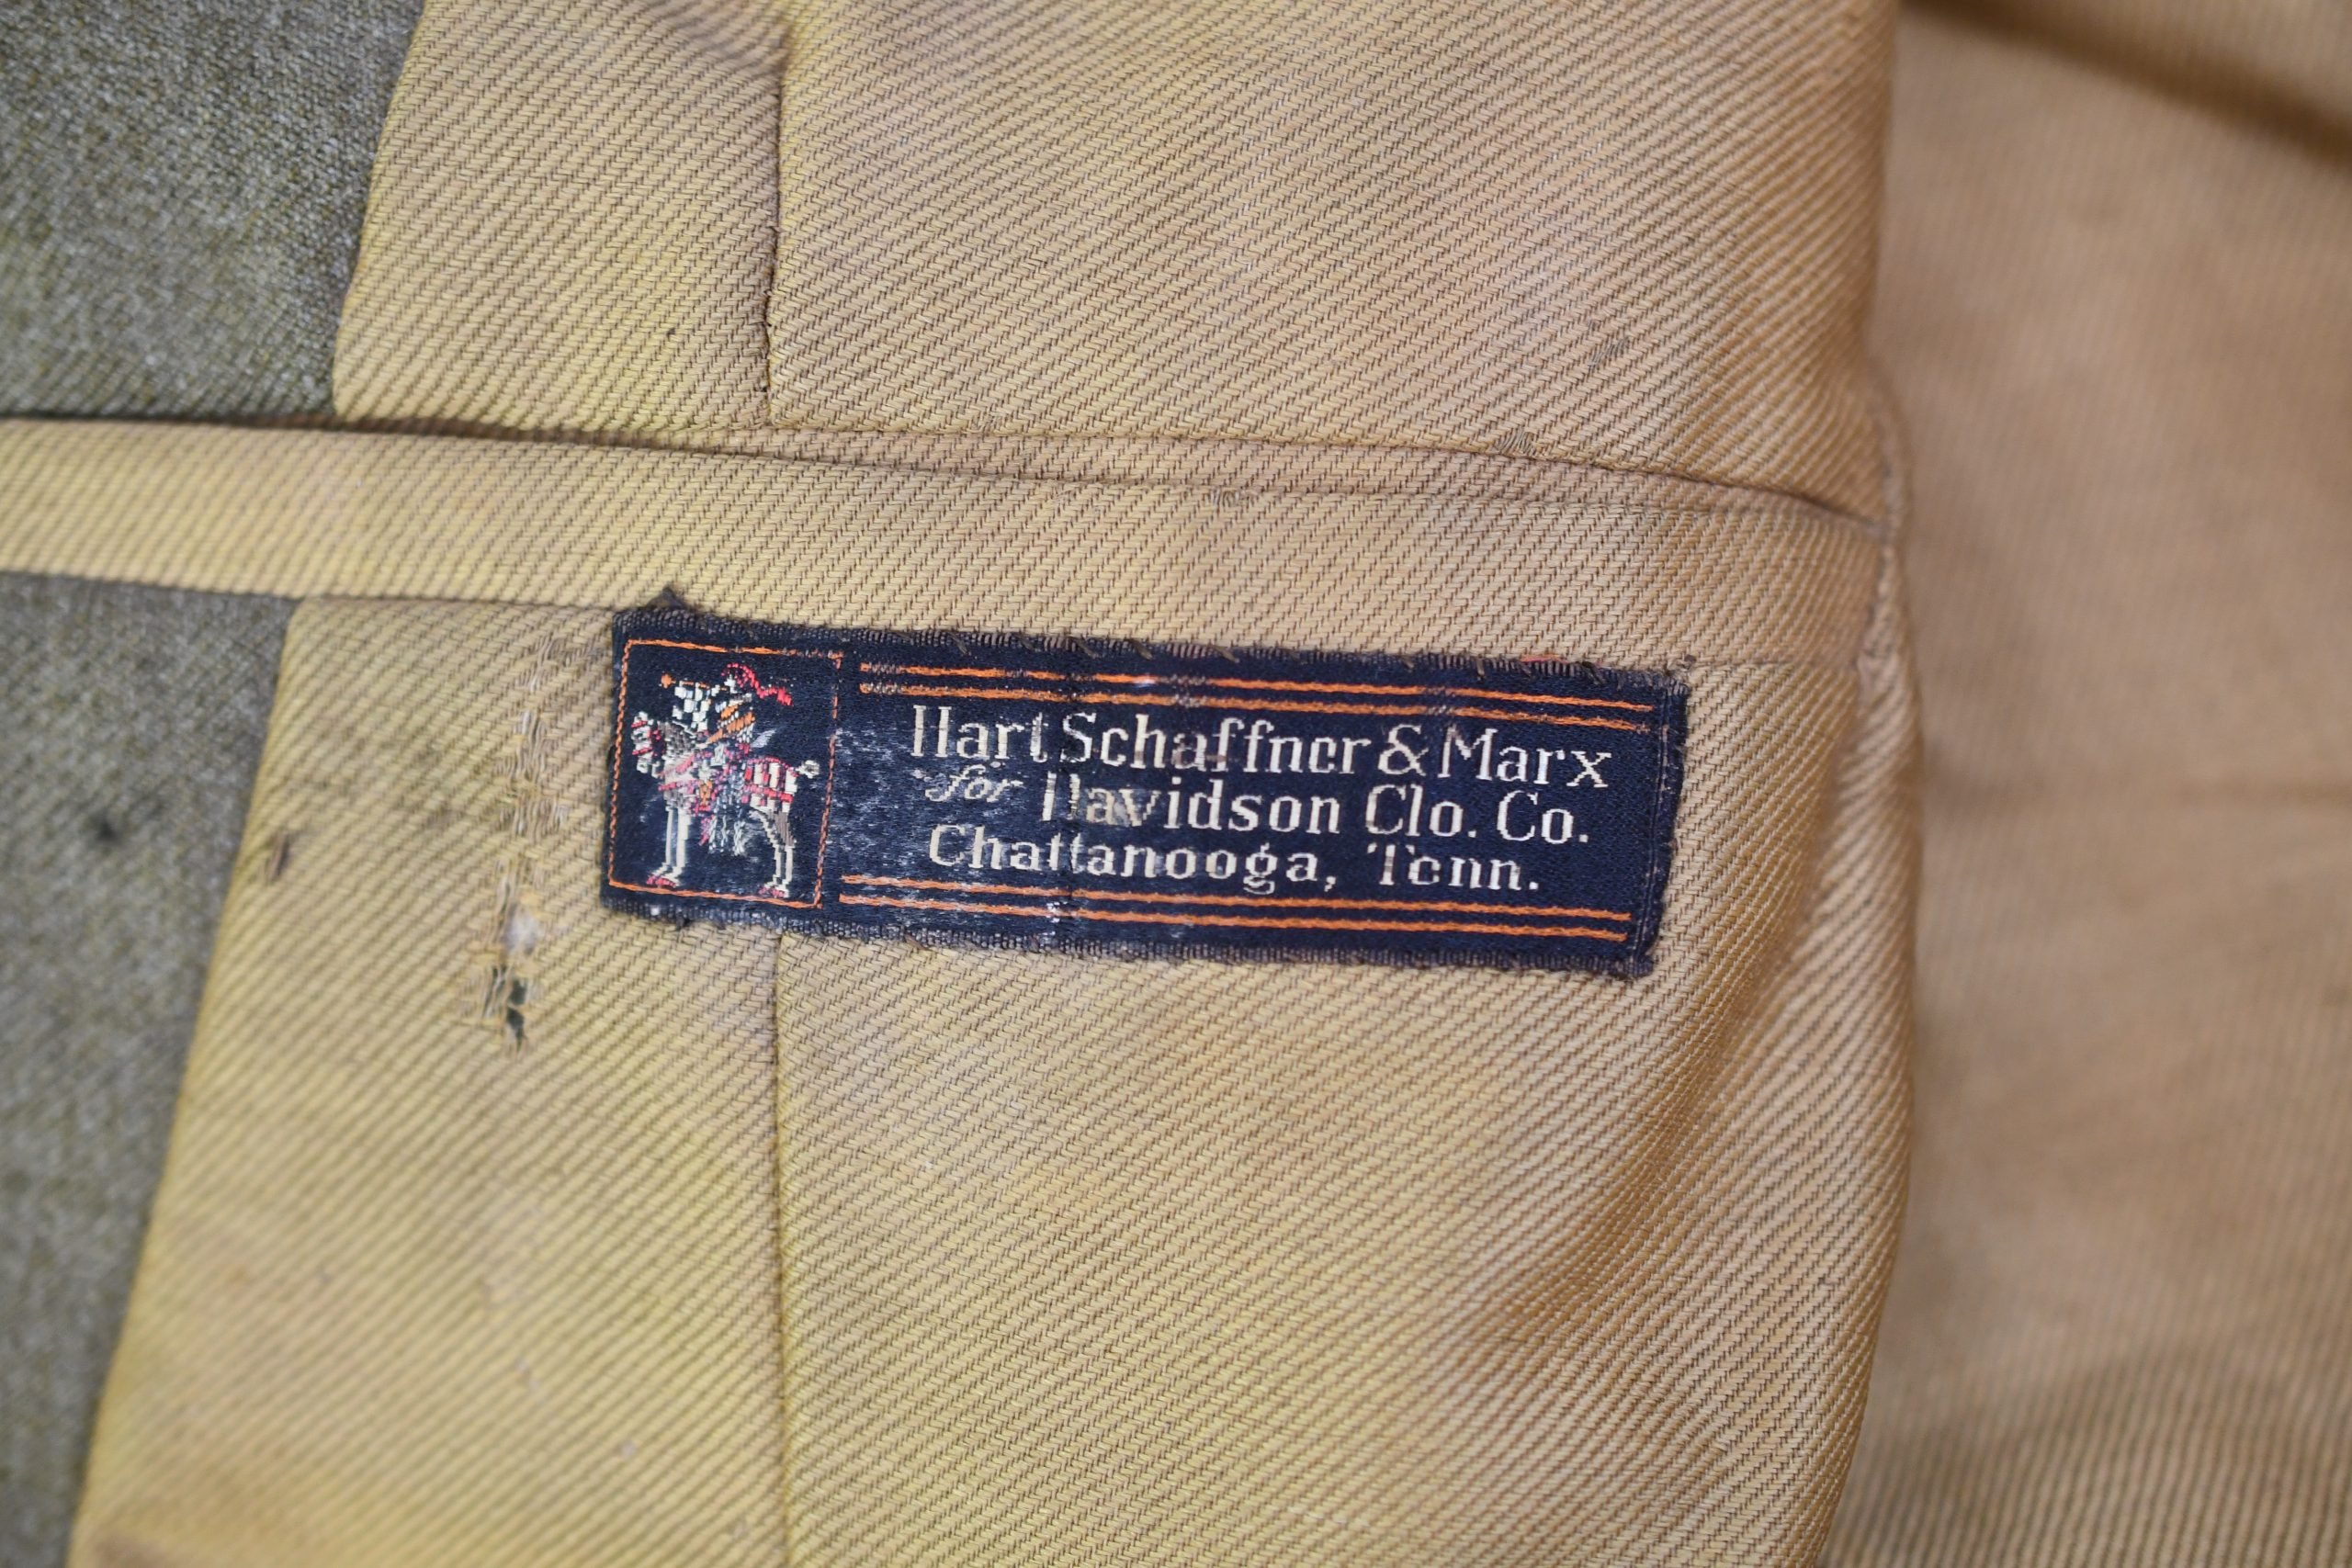 Hart Schaffner & Marx
for Davidson Clo. Co.
Chattanooga, Tenn.